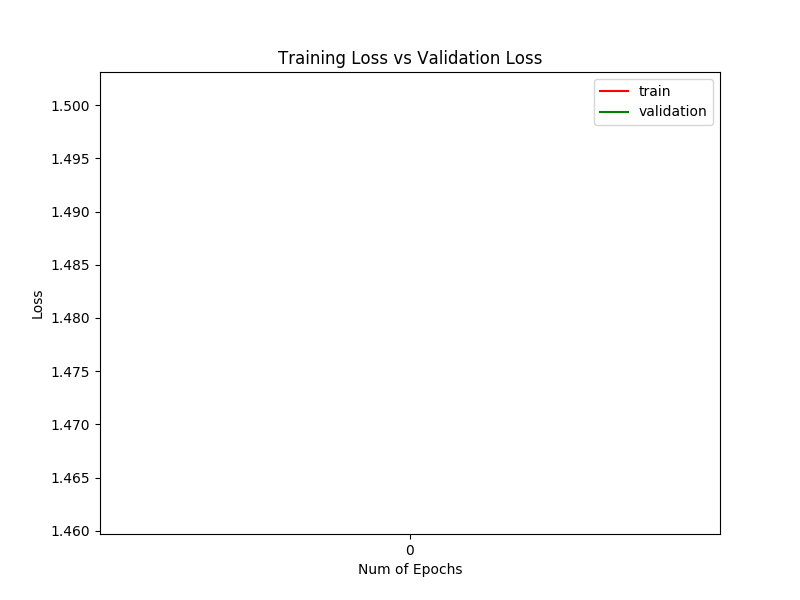 Training Loss vs Validation Loss
train
validation
1.500
1.495
1.490
1.485
1.480
1.475
1.470
1.465
1.460
Loss
0
Num of Epochs